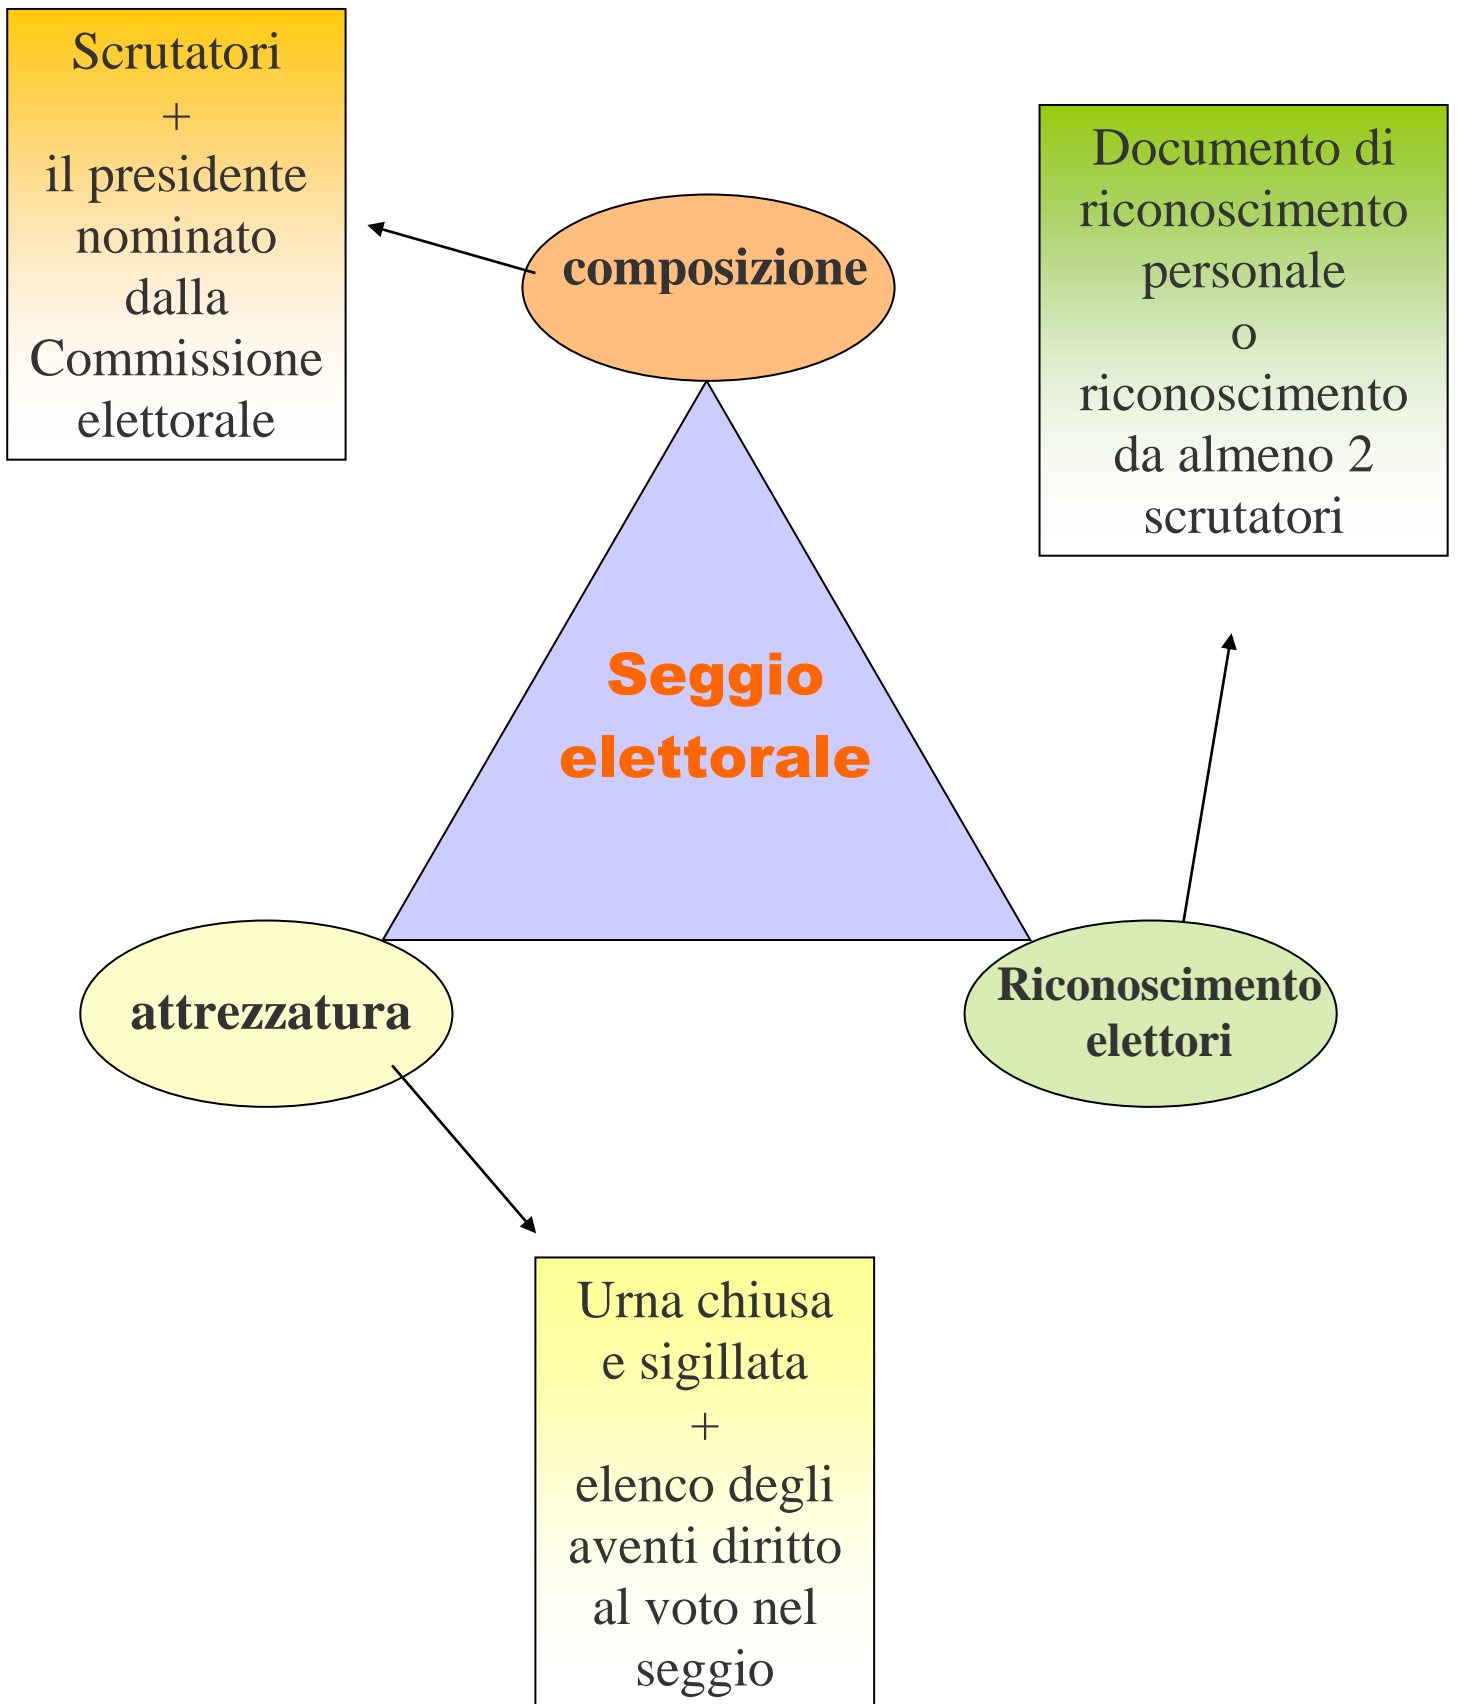 Scrutatori
+
il presidente
nominato
dalla
Commissione
elettorale
Documento di
riconoscimento
personale
o
riconoscimento
da almeno 2
scrutatori
composizione
Seggio
elettorale
attrezzatura
Riconoscimento
elettori
Urna chiusa
e sigillata
+
elenco degli
aventi diritto
al voto nel
seggio